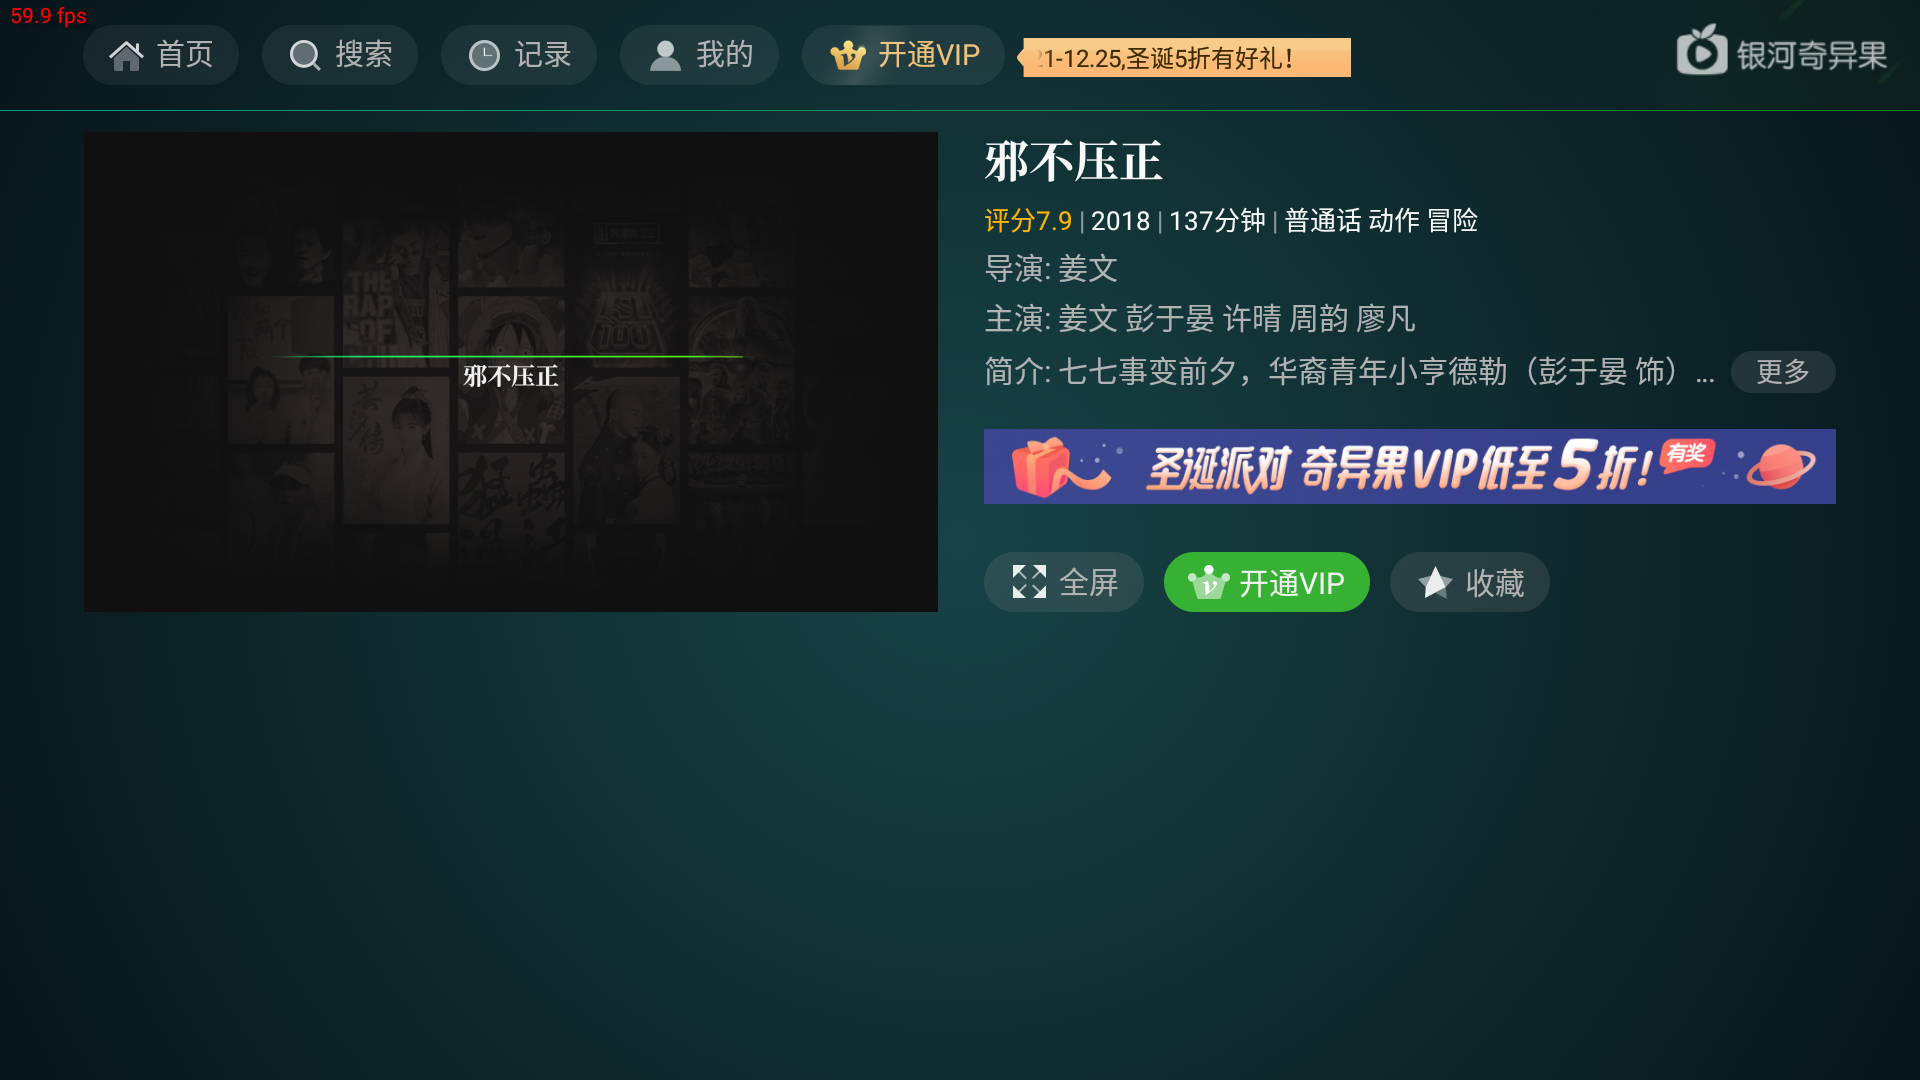 59.9 fps
首页
搜索
记录
我的
开通VIP
21-12.25,圣诞5折有好礼!
银河奇异果
邪不压正
评分7.9 | 2018 | 137分钟 | 普通话 动作 冒险
导演: 姜文
主演: 姜文 彭于晏 许晴 周韵 廖凡
简介: 七七事变前夕，华裔青年小亨德勒（彭于晏 饰）...
更多
THE
RAP
OF
邪不压正
圣诞派对 奇异果VIP低至5折! 有奖
全屏
开通VIP
收藏